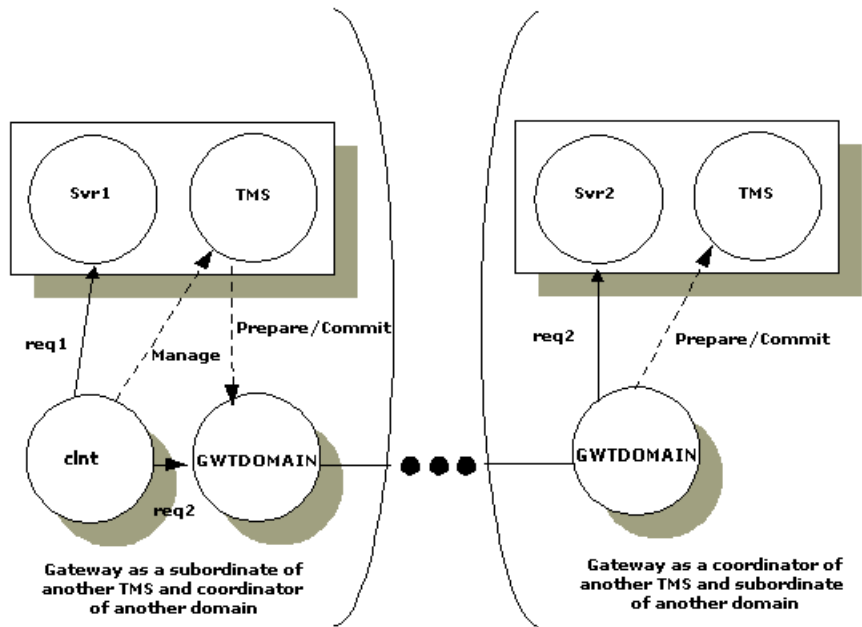 Svr1
TMS
Svr2
TMS
req1
Manage
Prepare/Commit
req2
Prepare/Commit
clnt
GWTDOMAIN
GWTDOMAIN
req2
Gateway as a subordinate of
another TMS and coordinator
of another domain
Gateway as a coordinator of
another TMS and subordinate
of another domain